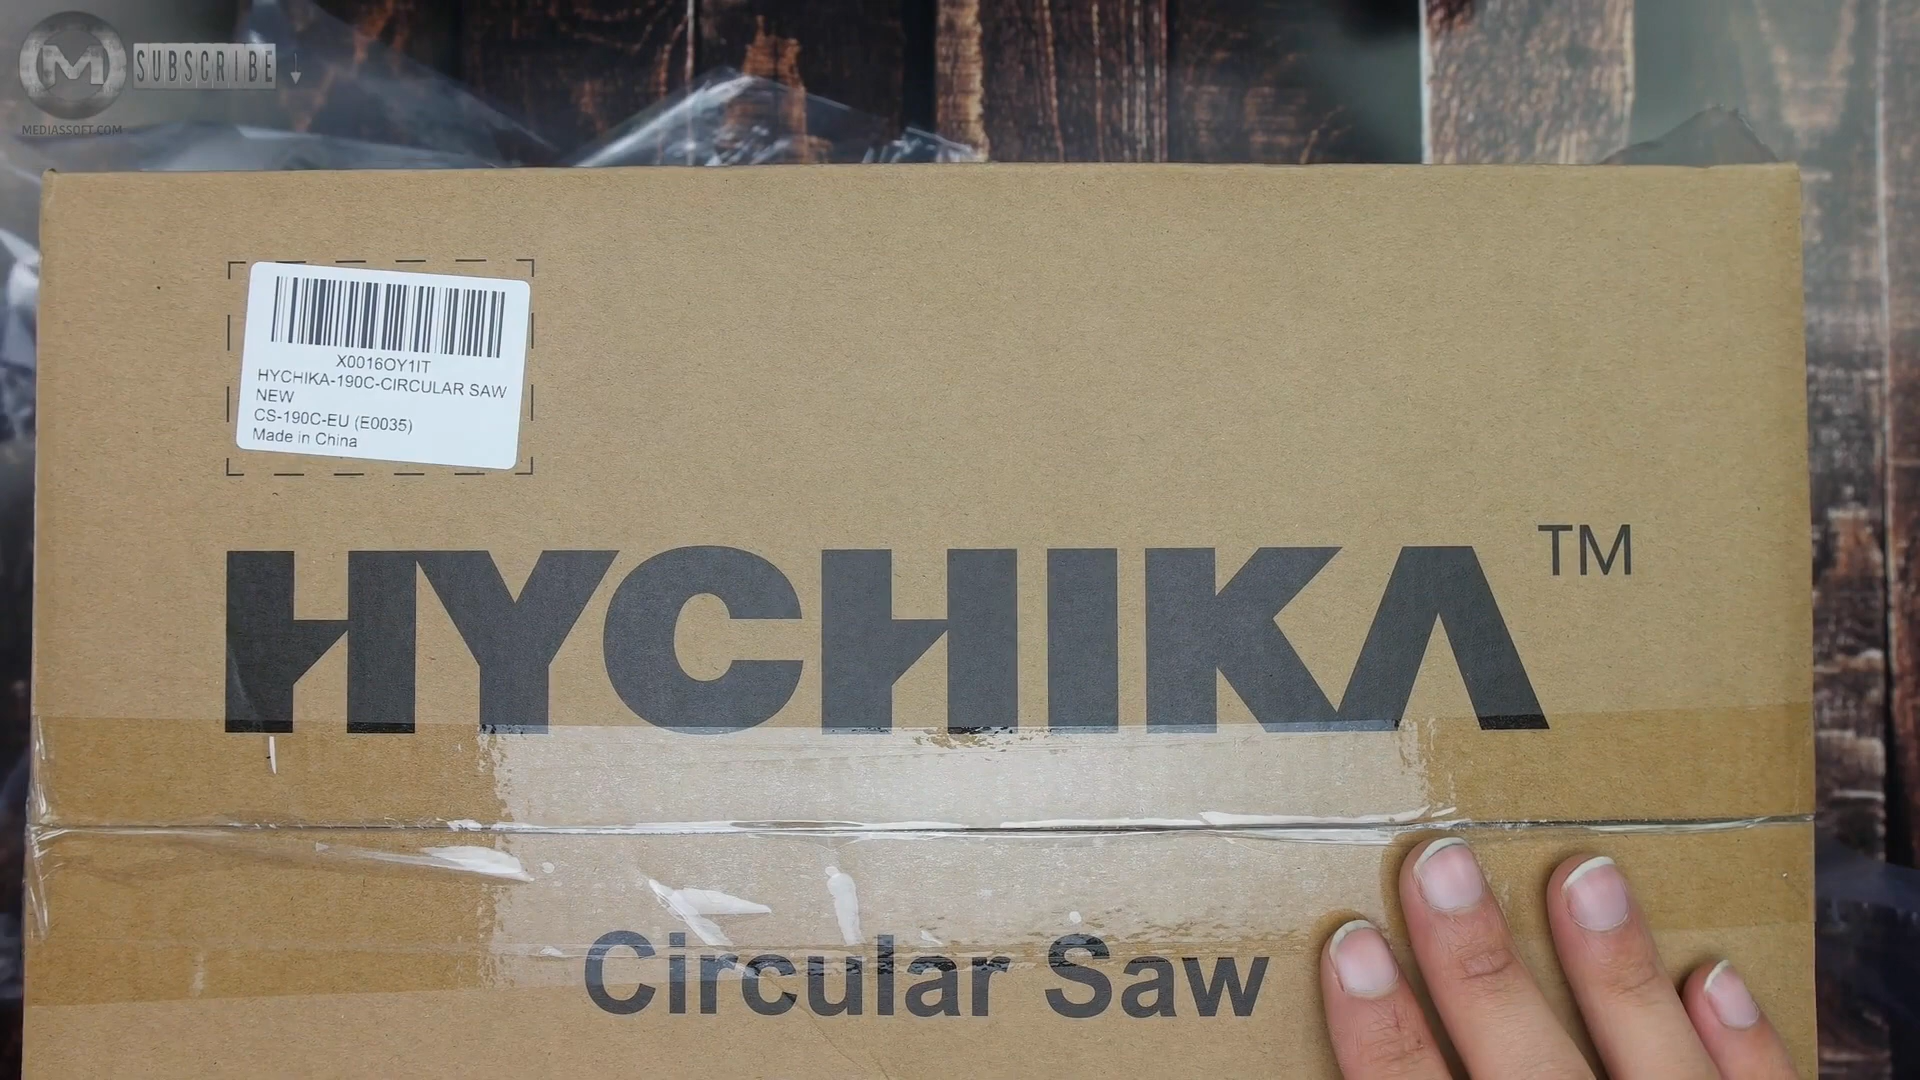 M
SUBSCRIBE
MEDIASSOFT.COM
X0016OY1IT
HYCHIKA-190C-CIRCULAR SAW
NEW
CS-190C-EU (E0035)
Made in China
HYCHIKA™
Circular Saw